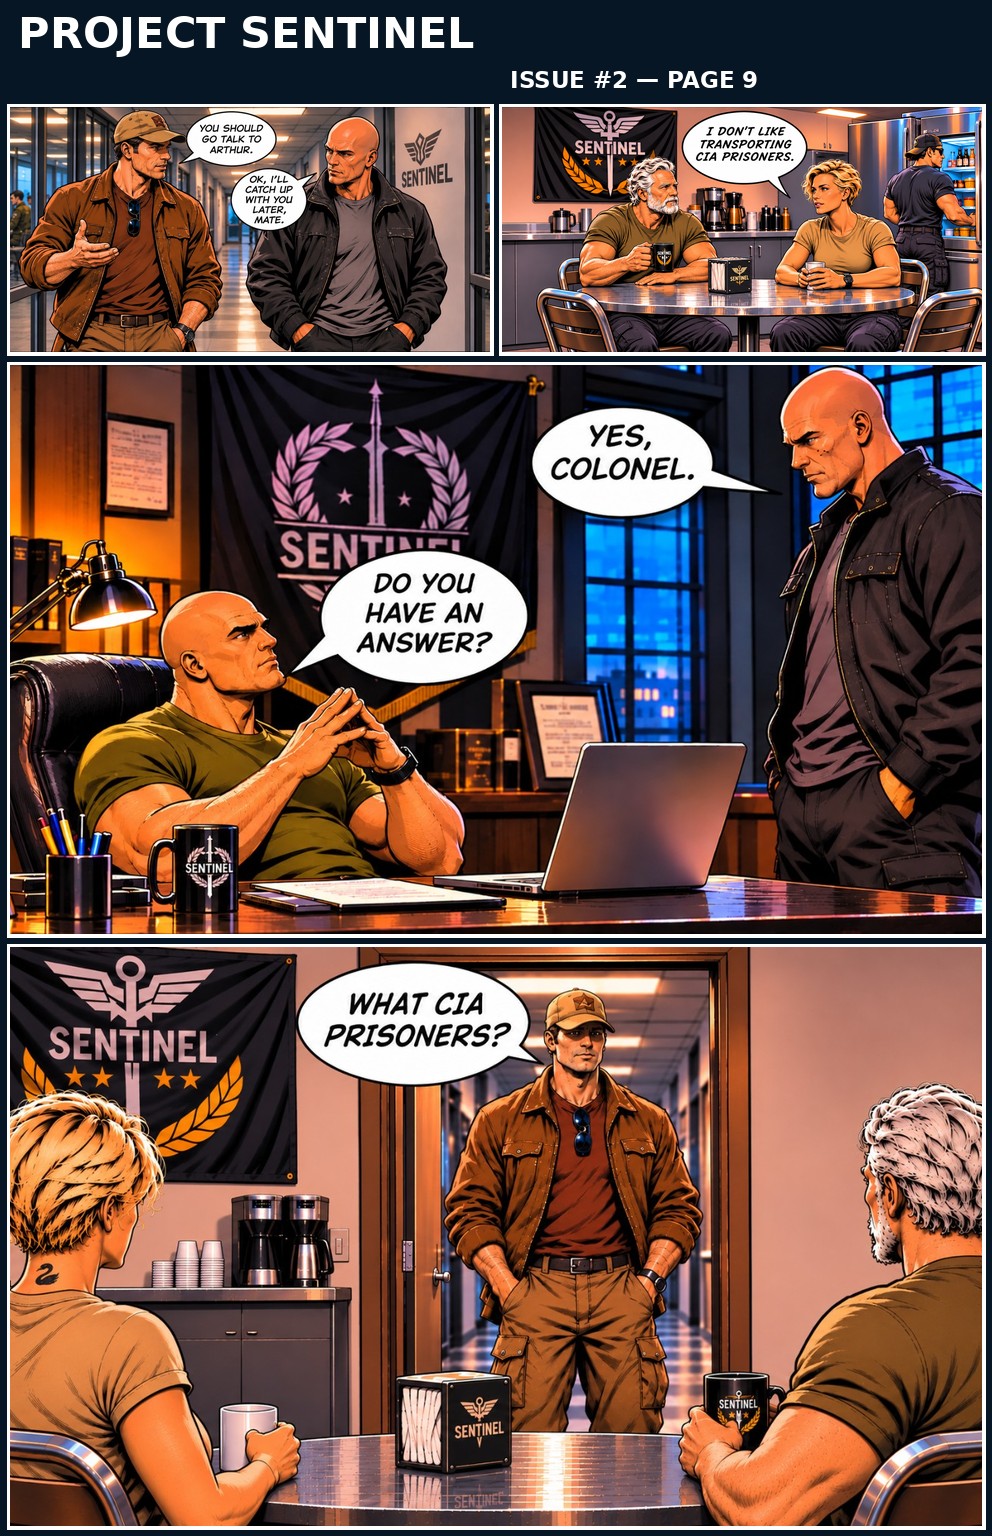 PROJECT SENTINEL
ISSUE #2 — PAGE 9
YOU SHOULD
GO TALK TO
ARTHUR.
OK, I'LL
CATCH UP
WITH YOU
LATER,
MATE.
SENTINEL
SENTINEL
I DON'T LIKE
TRANSPORTING
CIA PRISONERS.
SENTINEL
YES,
COLONEL.
SENTINEL
DO YOU
HAVE AN
ANSWER?
SENTINEL
WHAT CIA
PRISONERS?
SENTINEL
SENTINEL
SENTINEL